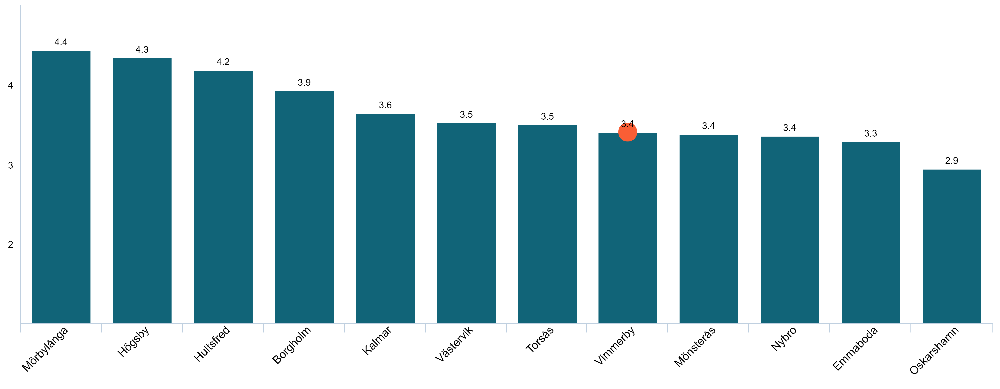 4.4
4.3
4.2
3.9
3.6
3.5
3.5
3.4
3.4
3.4
3.3
2.9
4
3
2
Mörbylånga
Högsby
Hultsfred
Borgholm
Kalmar
Västervik
Torsås
Vimmerby
Mönsterås
Nybro
Emmaboda
Oskarshamn